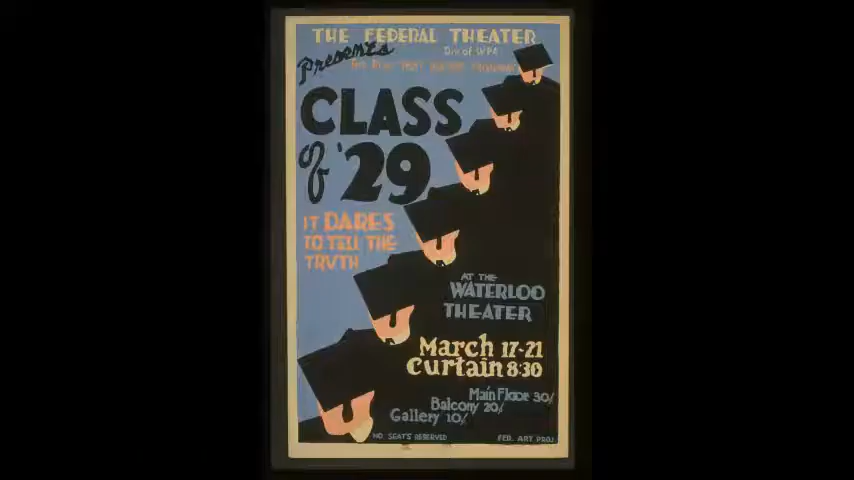 THE FEDERAL THEATER
Div of WPA
Presents
CLASS
of '29
IT DARES
TO TELL THE
TRUTH
AT THE
WATERLOO
THEATER
March 17-21
Curtain 8:30
Main Floor 30¢
Balcony 20¢
Gallery 10¢
NO SEATS RESERVED
FED. ART PROJ.